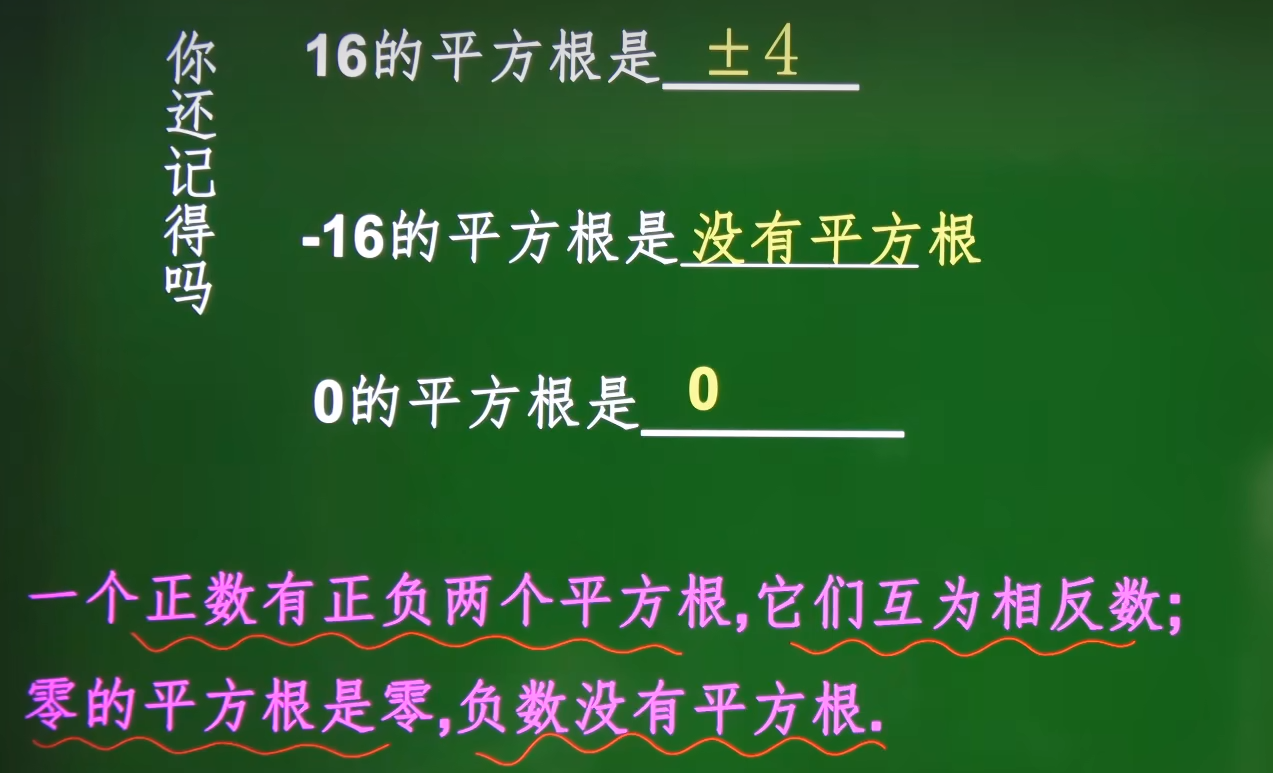 你还记得吗
16的平方根是 ±4
-16的平方根是没有平方根
0的平方根是 0
一个正数有正负两个平方根,它们互为相反数;
零的平方根是零,负数没有平方根.